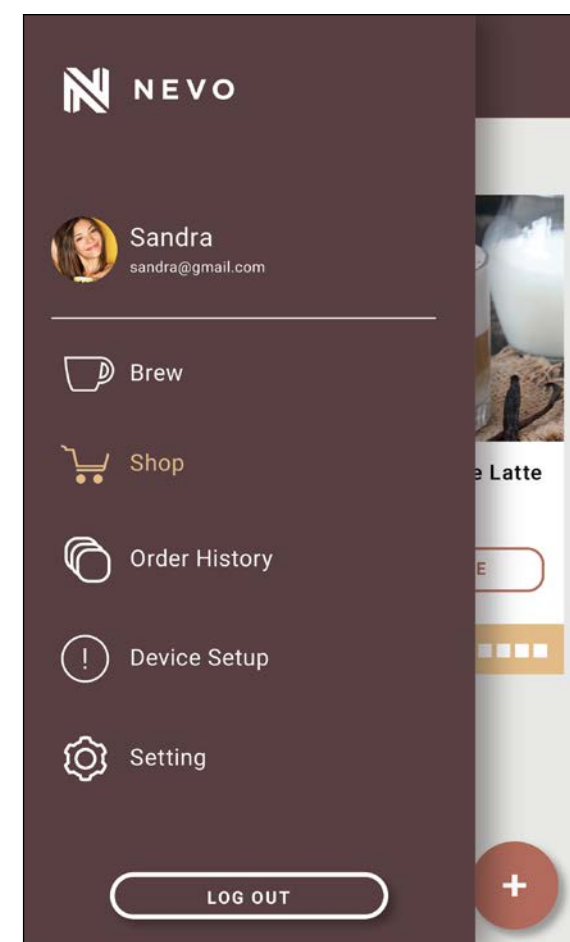 NEVO
Sandra
sandra@gmail.com
Brew
Shop
e Latte
Order History
E
!
Device Setup
Setting
LOG OUT
+